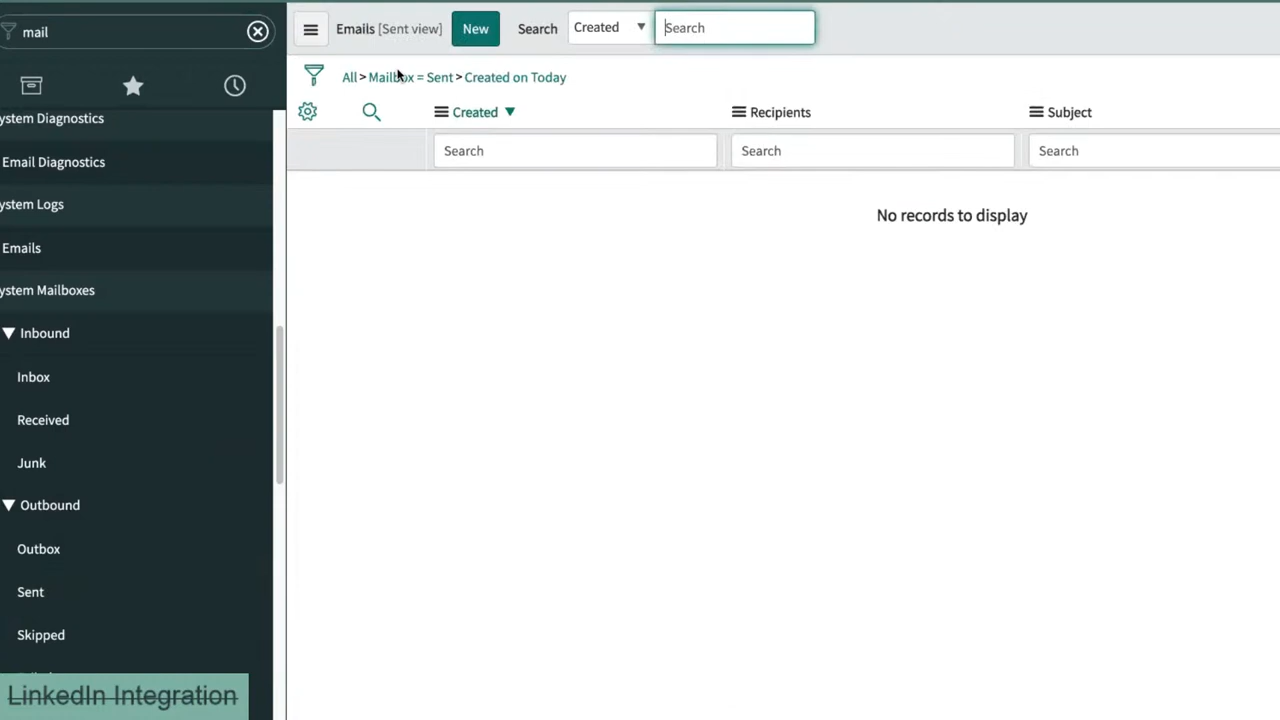 mail
ystem Diagnostics
Email Diagnostics
ystem Logs
Emails
ystem Mailboxes
Inbound
Inbox
Received
Junk
Outbound
Outbox
Sent
Skipped
LinkedIn Integration
Emails [Sent view] New Search Created Search
All > Mailbox = Sent > Created on Today
Created Recipients Subject
Search Search Search
No records to display